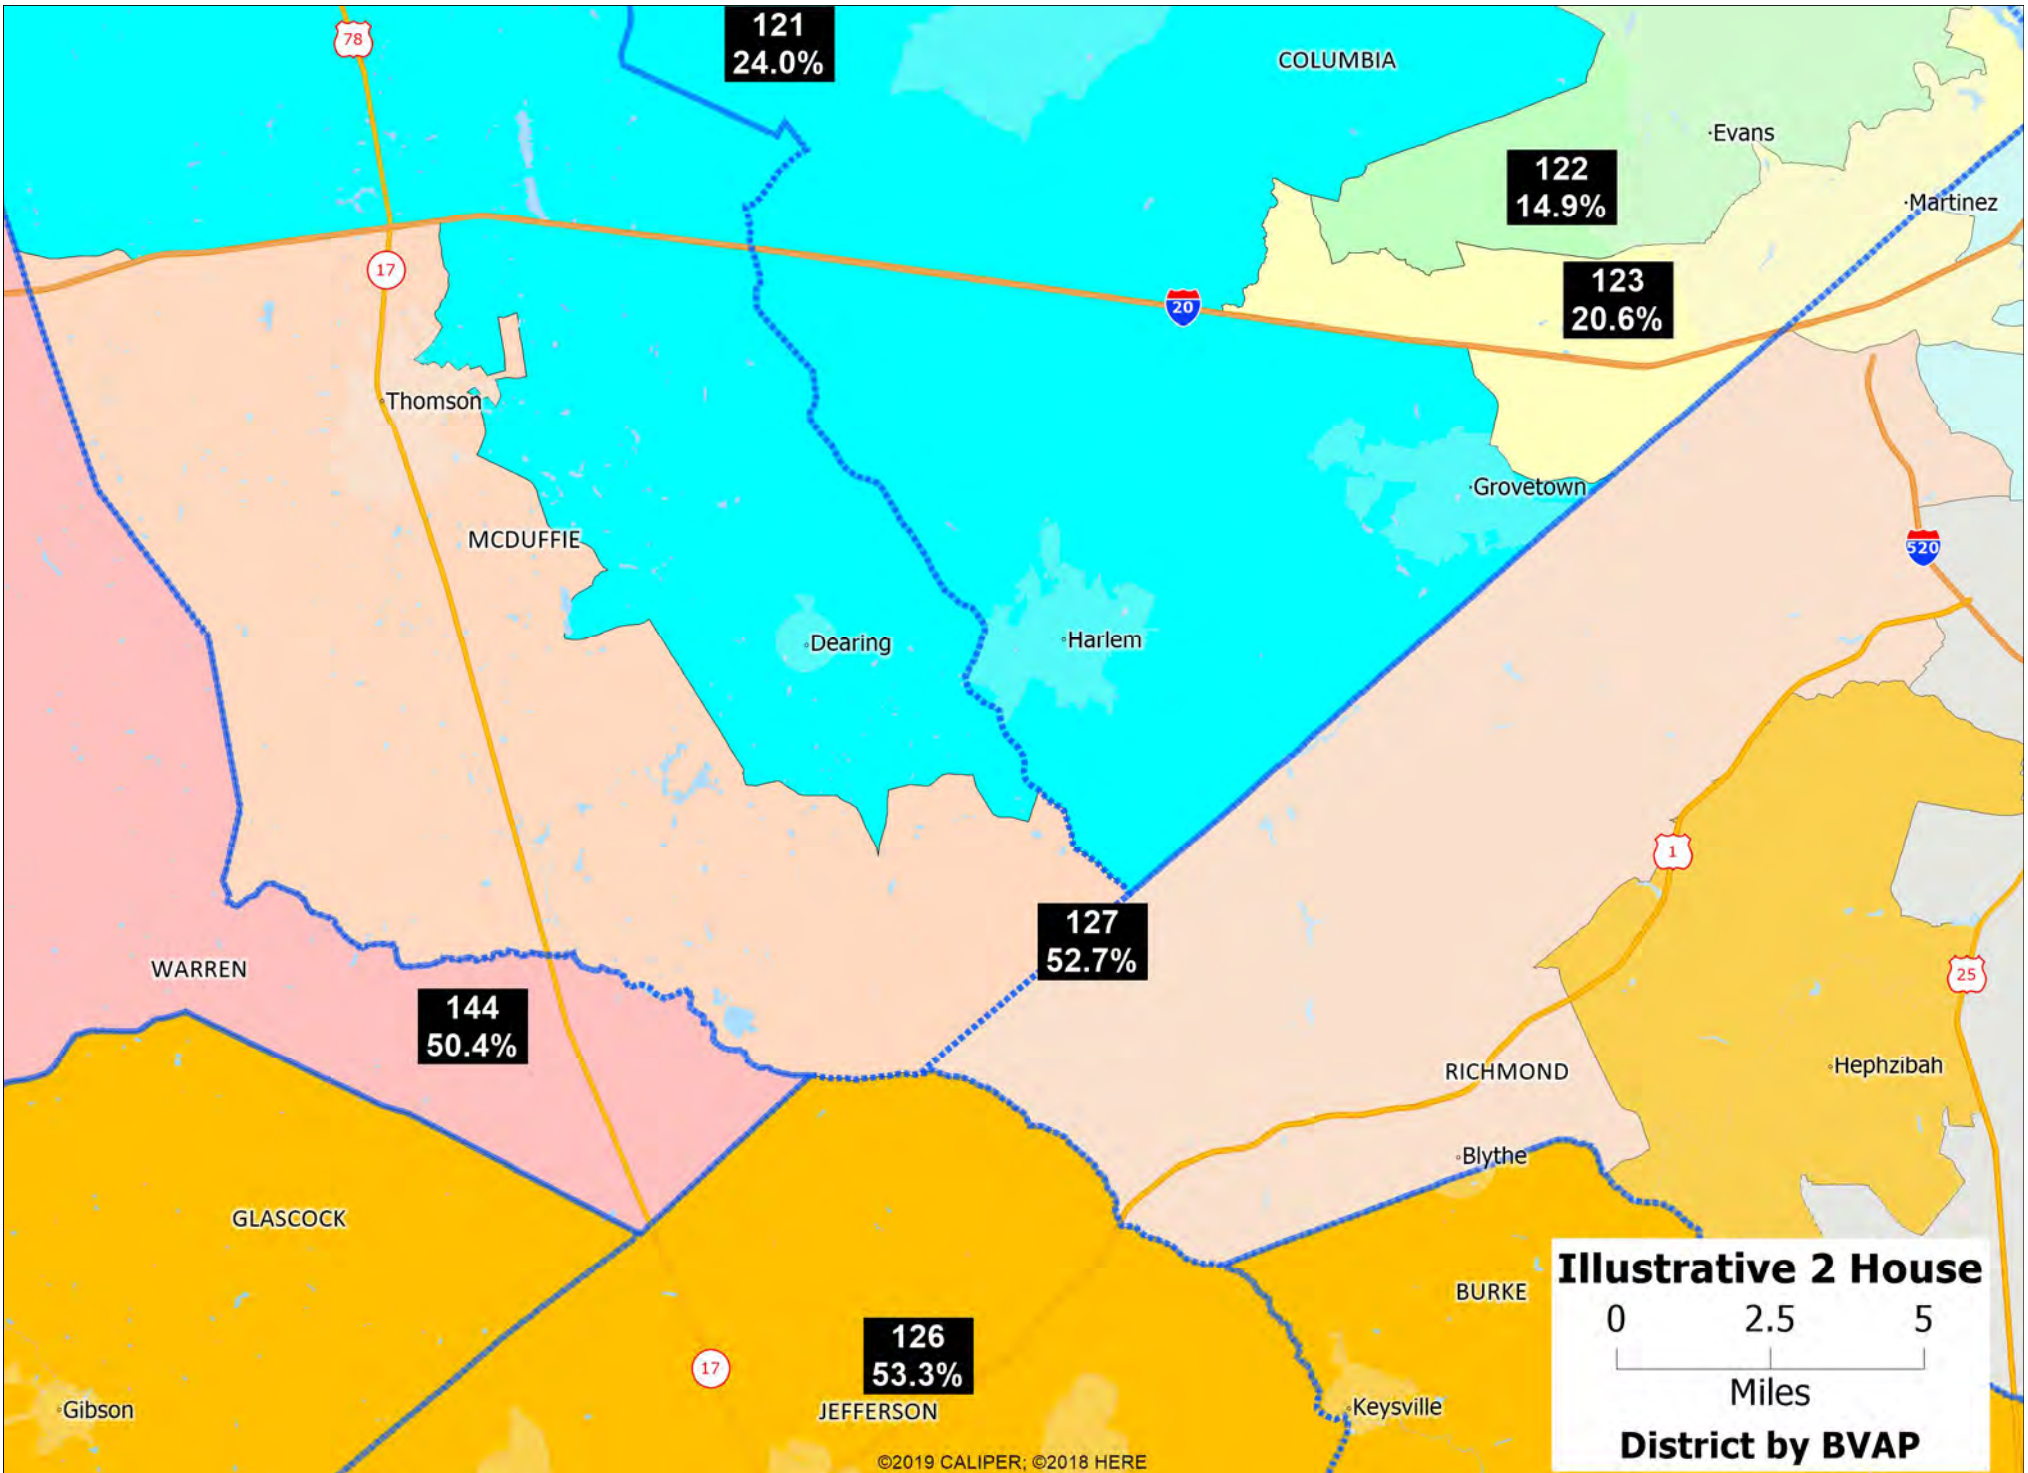 121
24.0%
78
COLUMBIA
Evans
122
14.9%
Martinez
17
123
20.6%
20
Thomson
Grovetown
MCDUFFIE
520
Dearing
Harlem
1
127
52.7%
WARREN
25
144
50.4%
RICHMOND
Hephzibah
Blythe
GLASCOCK
BURKE
126
53.3%
17
JEFFERSON
Gibson
Keysville
Illustrative 2 House
0 2.5 5
Miles
District by BVAP
©2019 CALIPER; ©2018 HERE